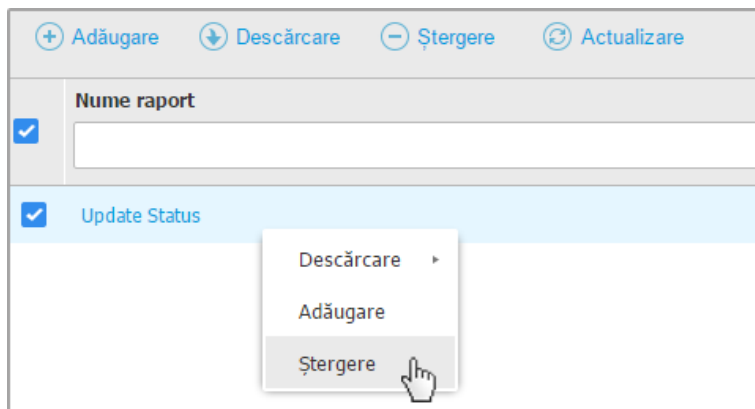 Adăugare Descărcare Ștergere Actualizare
Nume raport
Update Status
Descărcare
Adăugare
Ștergere